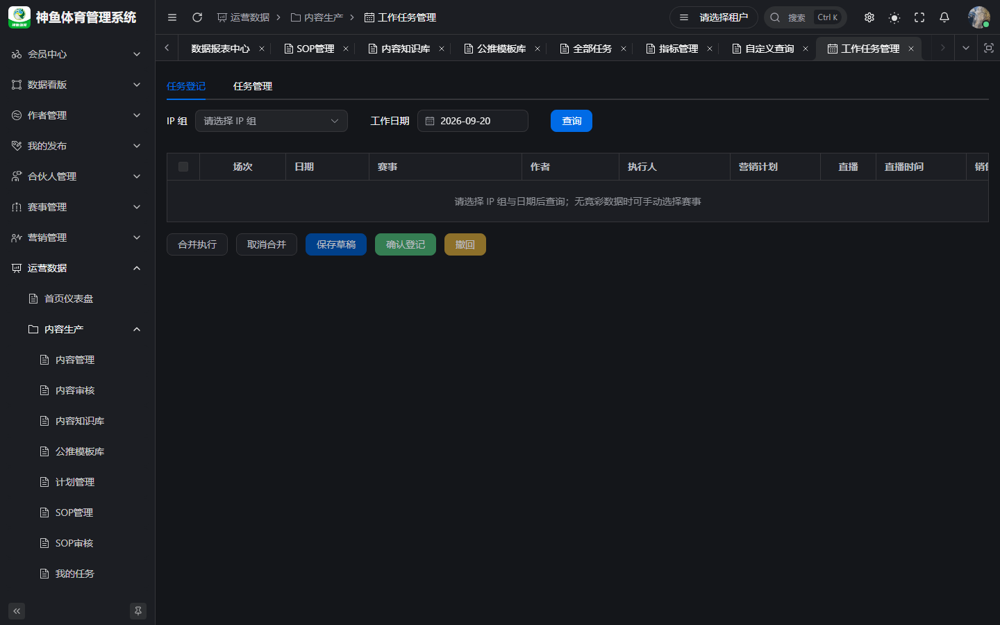 神鱼体育管理系统
运营数据
内容生产
工作任务管理
请选择租户
搜索
Ctrl K
数据报表中心
SOP管理
内容知识库
公推模板库
全部任务
指标管理
自定义查询
工作任务管理
会员中心
数据看版
作者管理
我的发布
合伙人管理
赛事管理
营销管理
运营数据
首页仪表盘
内容生产
内容管理
内容审核
内容知识库
公推模板库
计划管理
SOP管理
SOP审核
我的任务
任务登记
任务管理
IP 组
请选择 IP 组
工作日期
2026-09-20
查询
场次
日期
赛事
作者
执行人
营销计划
直播
直播时间
请选择 IP 组与日期后查询；无竞彩数据时可手动选择赛事
合并执行
取消合并
保存草稿
确认登记
撤回